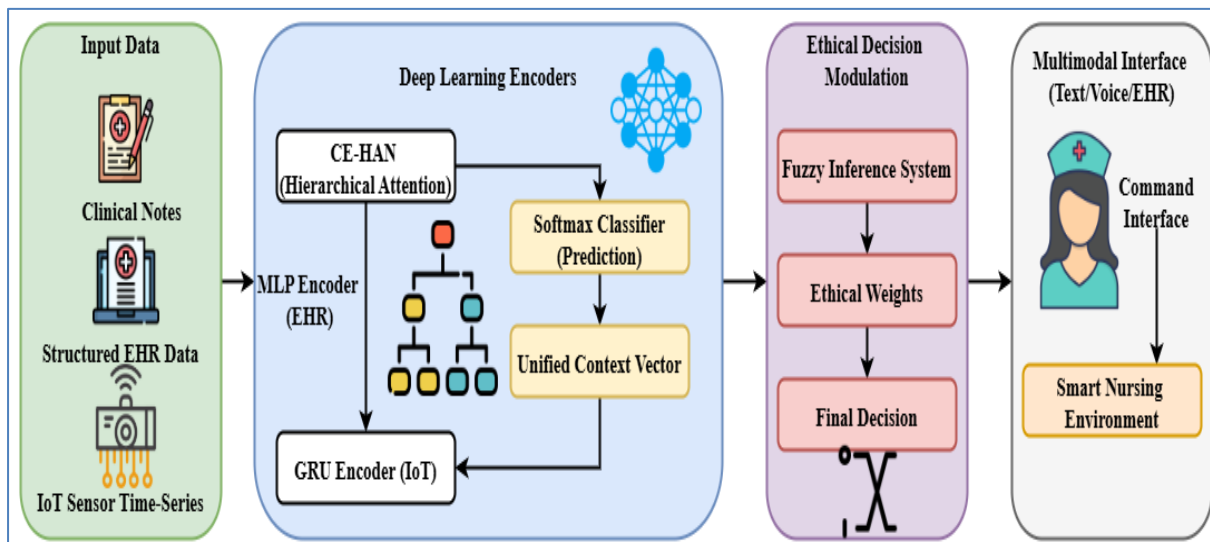 Input Data
Clinical Notes
Structured EHR Data
IoT Sensor Time-Series
Deep Learning Encoders
CE-HAN
(Hierarchical Attention)
MLP Encoder
(EHR)
Softmax Classifier
(Prediction)
Unified Context Vector
GRU Encoder (IoT)
Ethical Decision
Modulation
Fuzzy Inference System
Ethical Weights
Final Decision
Multimodal Interface
(Text/Voice/EHR)
Command
Interface
Smart Nursing
Environment